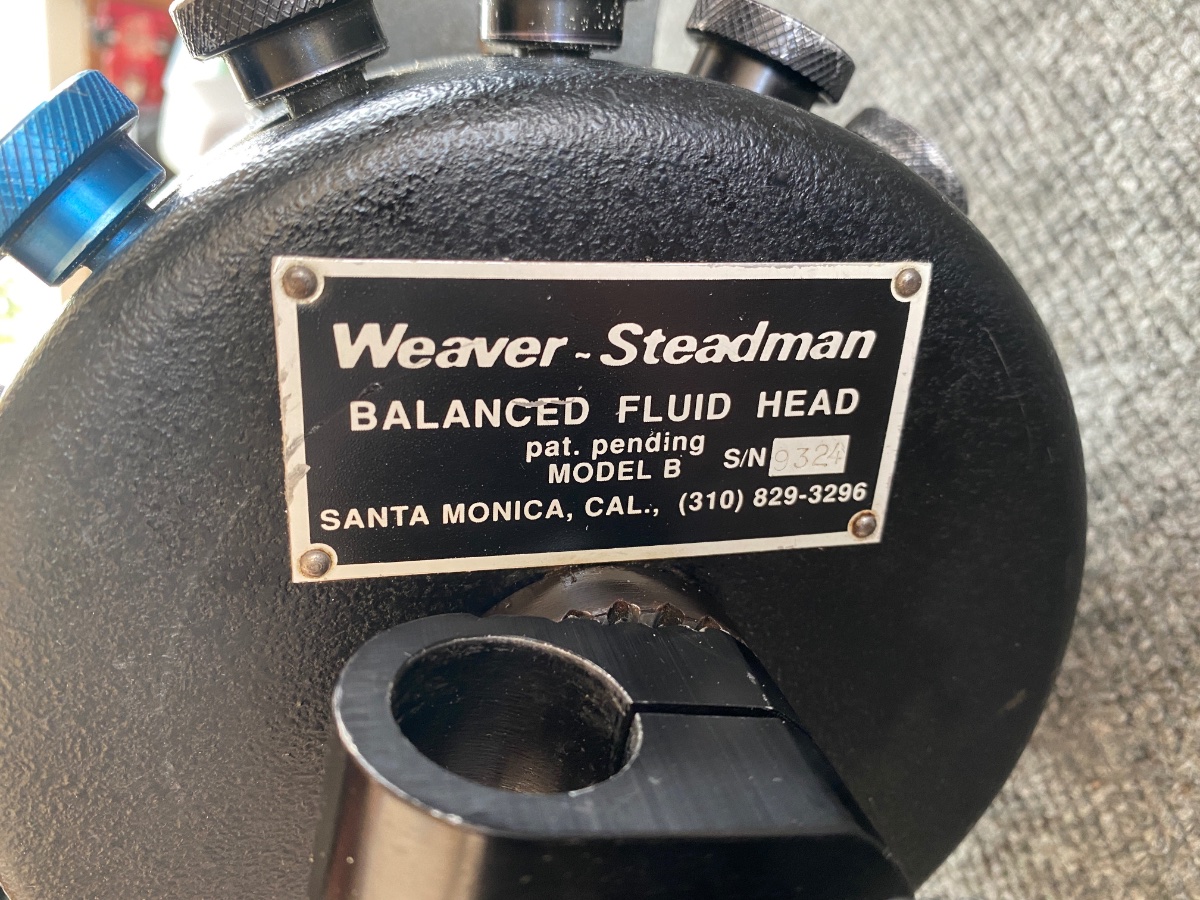 Weaver-Steadman
BALANCED FLUID HEAD
pat. pending
MODEL B S/N 9324
SANTA MONICA, CAL., (310) 829-3296